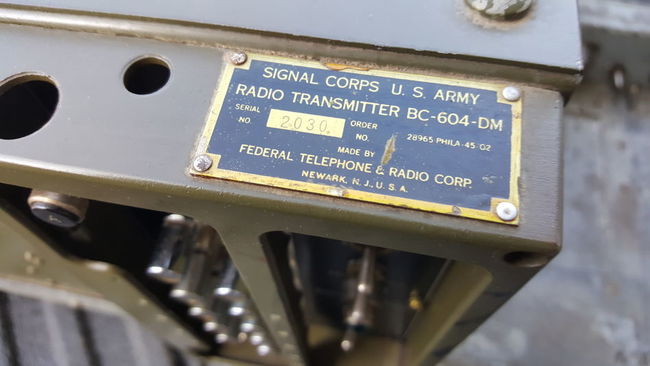 SIGNAL CORPS U. S. ARMY
RADIO TRANSMITTER BC-604-DM
SERIAL NO. 2030 ORDER NO. 28965 PHILA-45-02
MADE BY
FEDERAL TELEPHONE & RADIO CORP.
NEWARK, N.J., U.S.A.